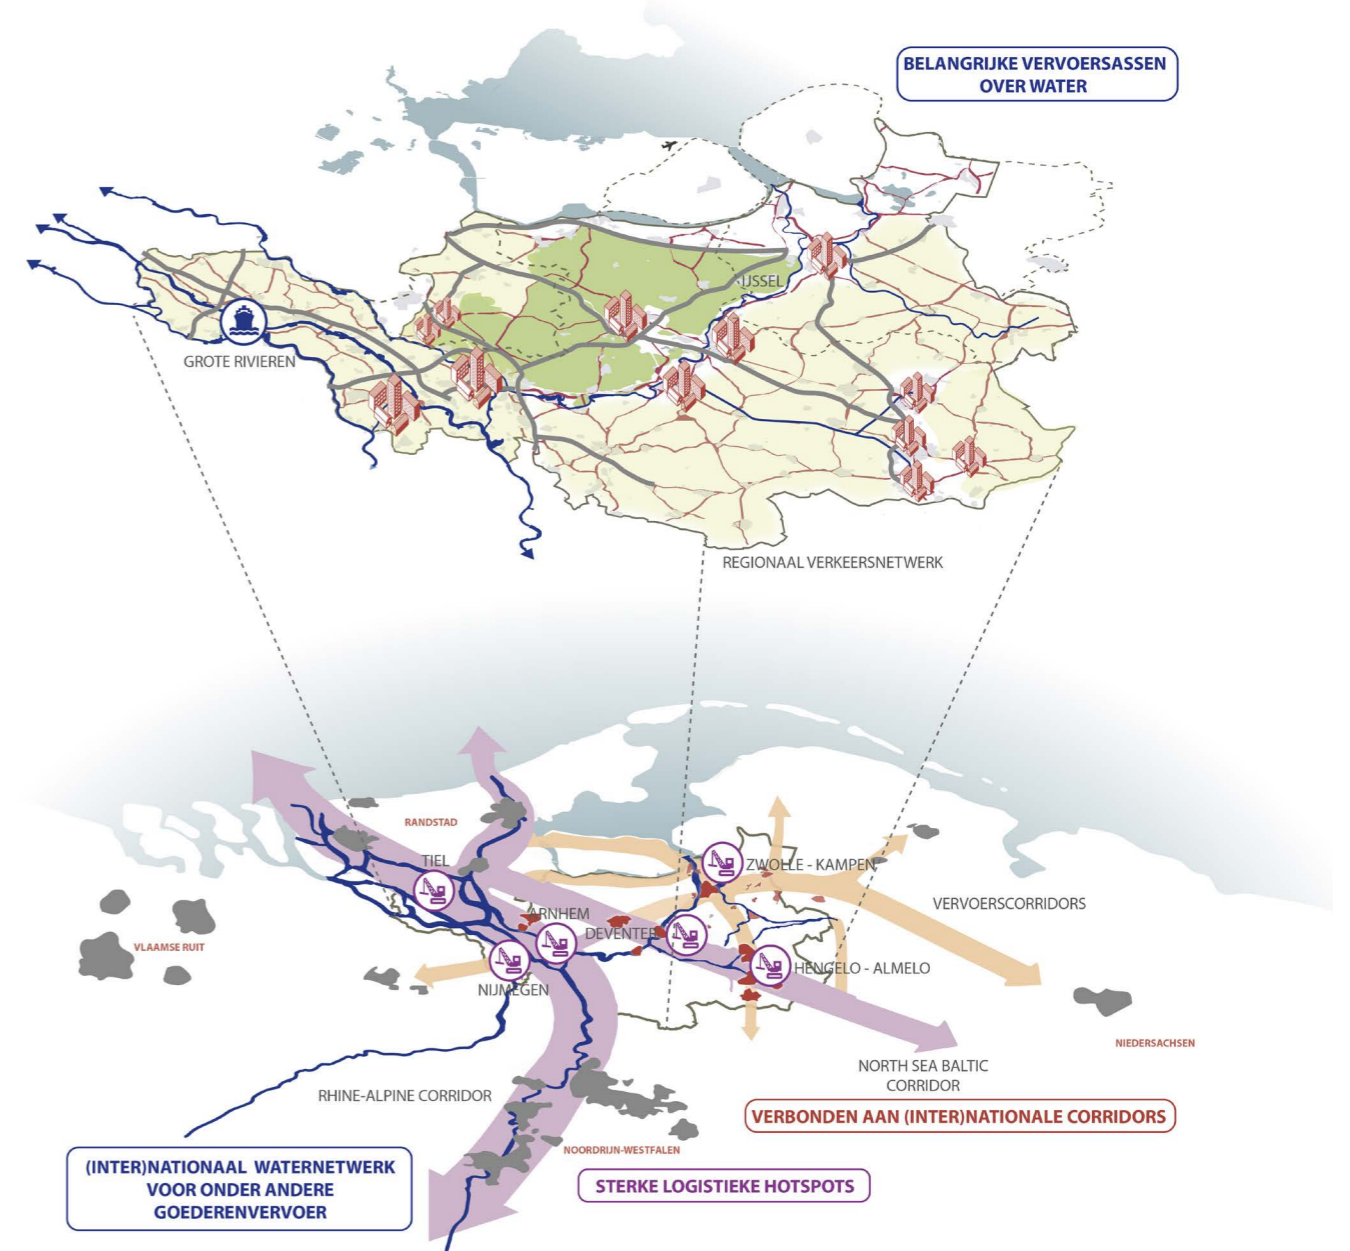 BELANGRIJKE VERVOERSASSEN
OVER WATER
IJSSEL
GROTE RIVIEREN
REGIONAAL VERKEERSNETWERK
RANDSTAD
TIEL
ZWOLLE - KAMPEN
VERVOERSCORRIDORS
ARNHEM
DEVENTER
VLAAMSE RUIT
HENGELO - ALMELO
NIJMEGEN
NIEDERSACHSEN
NORTH SEA BALTIC
CORRIDOR
RHINE-ALPINE CORRIDOR
VERBONDEN AAN (INTER)NATIONALE CORRIDORS
NOORDRIJN-WESTFALEN
(INTER)NATIONAAL WATERNETWERK
VOOR ONDER ANDERE
GOEDERENVERVOER
STERKE LOGISTIEKE HOTSPOTS